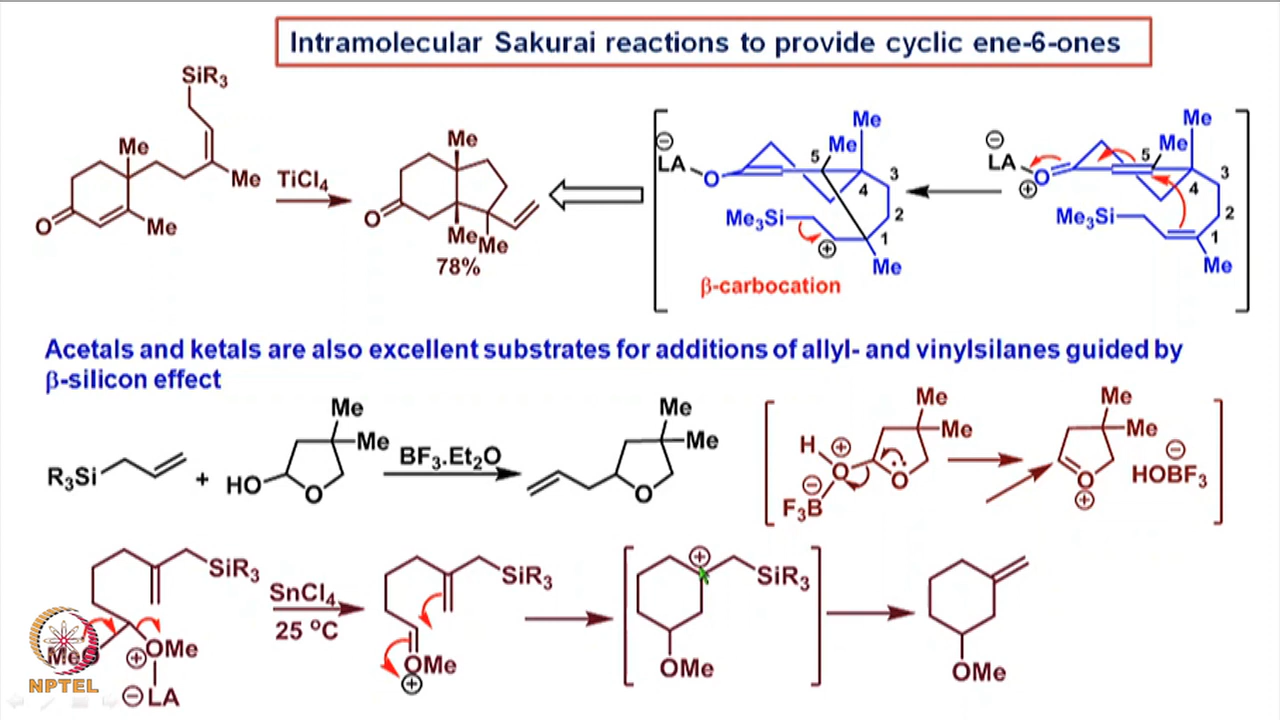 Intramolecular Sakurai reactions to provide cyclic ene-6-ones
SiR3
Me
Me
O
Me
TiCl4
Me
O
Me
Me
78%
⊖
LA
O
5
Me
Me
4
3
2
1
Me3Si
⊕
Me
β-carbocation
⊖
LA
O
⊕
5
Me
Me
4
3
2
1
Me3Si
Me
Acetals and ketals are also excellent substrates for additions of allyl- and vinylsilanes guided by
β-silicon effect
R3Si
+
HO
O
Me
Me
BF3.Et2O
Me
Me
O
H
⊕
O
⊖
F3B
O
Me
Me
Me
Me
O
⊕
⊖
HOBF3
SiR3
MeO
⊕
OMe
⊖LA
SnCl4
25 °C
SiR3
OMe
⊕
⊕
SiR3
OMe
OMe
NPTEL